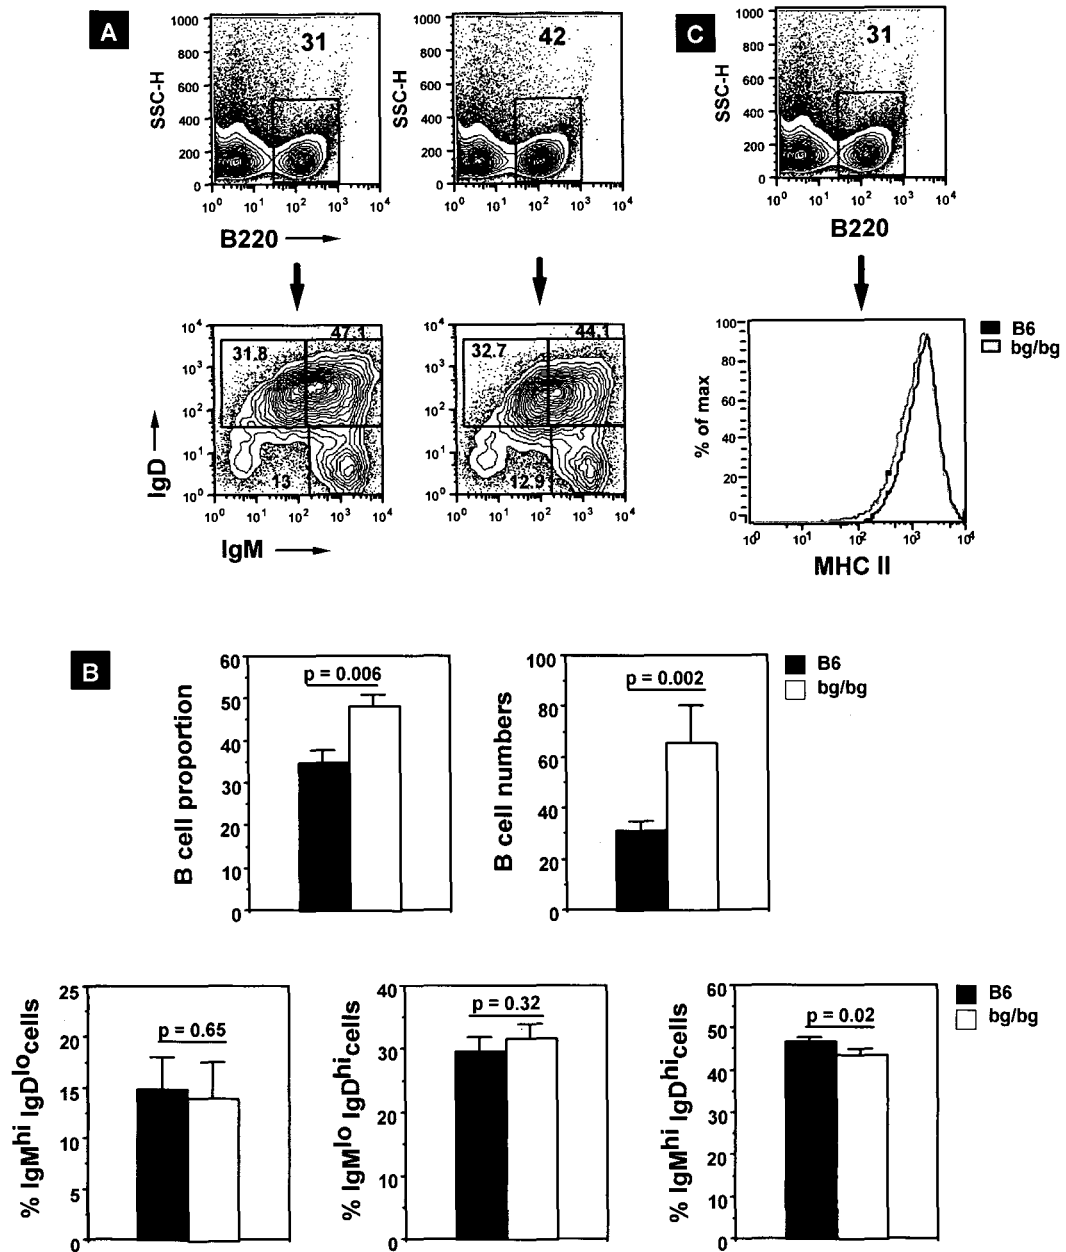 A
SSC-H
1000
800
600
400
200
0
31
10^0 10^1 10^2 10^3 10^4
B220
SSC-H
1000
800
600
400
200
0
42
10^0 10^1 10^2 10^3 10^4
C
SSC-H
1000
800
600
400
200
0
31
10^0 10^1 10^2 10^3 10^4
B220
IgD
10^4
10^3
10^2
10^1
10^0
47.1
31.8
13
10^0 10^1 10^2 10^3 10^4
IgM
10^4
10^3
10^2
10^1
10^0
44.1
32.7
12.9
10^0 10^1 10^2 10^3 10^4
% of max
100
80
60
40
20
0
10^0 10^1 10^2 10^3 10^4
MHC II
B6
bg/bg
B
B cell proportion
60
50
40
30
20
10
0
p = 0.006
B cell numbers
100
80
60
40
20
0
p = 0.002
B6
bg/bg
% IgM^hi IgD^lo cells
25
20
15
10
5
0
p = 0.65
% IgM^lo IgD^hi cells
40
30
20
10
0
p = 0.32
% IgM^hi IgD^hi cells
60
50
40
30
20
10
0
p = 0.02
B6
bg/bg